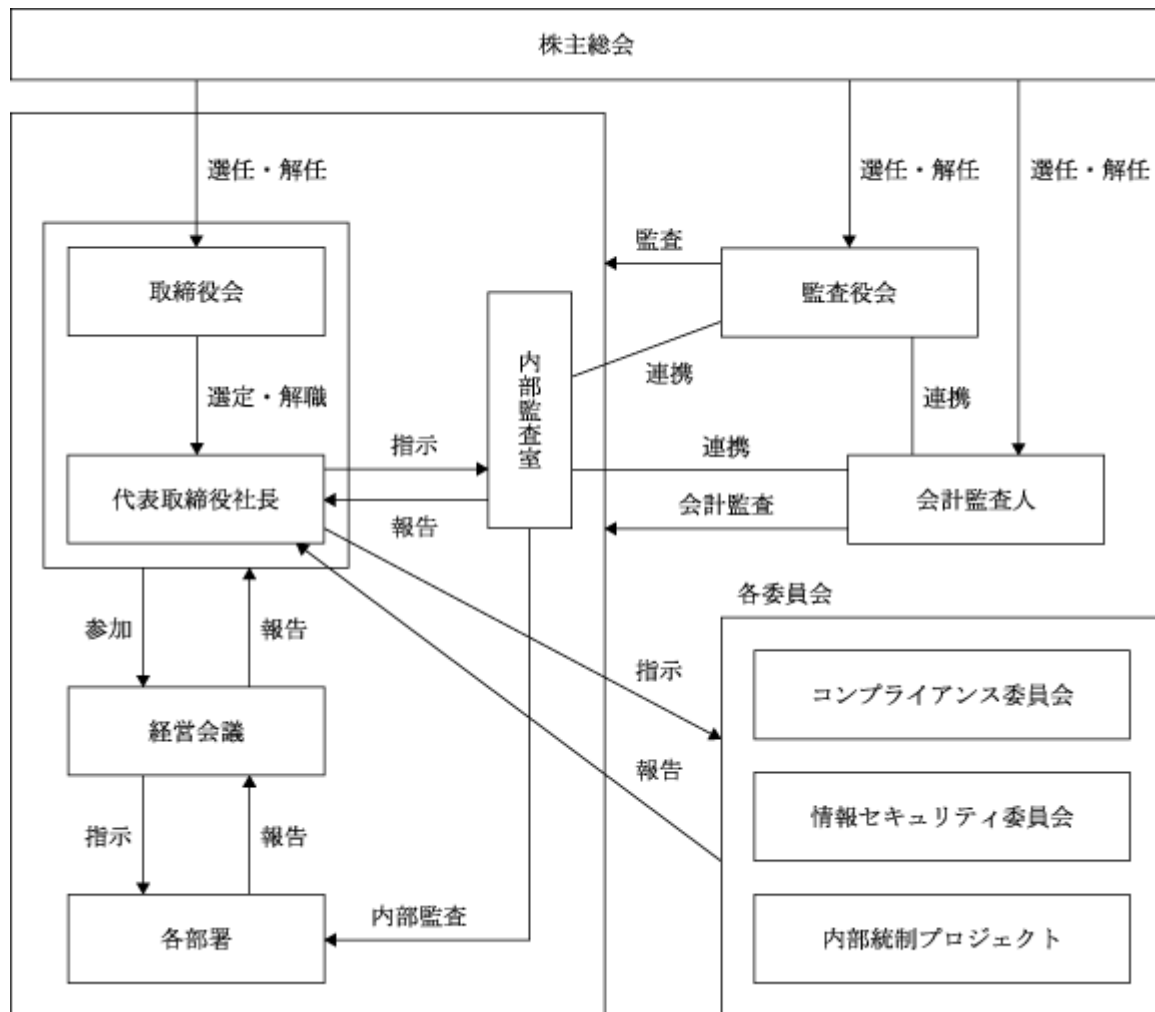 株主総会
選任・解任
選任・解任
選任・解任
監査
取締役会
監査役会
内部監査室
連携
連携
選定・解職
指示
連携
代表取締役社長
会計監査人
会計監査
報告
各委員会
参加
報告
指示
コンプライアンス委員会
経営会議
報告
情報セキュリティ委員会
指示
報告
内部監査
各部署
内部統制プロジェクト